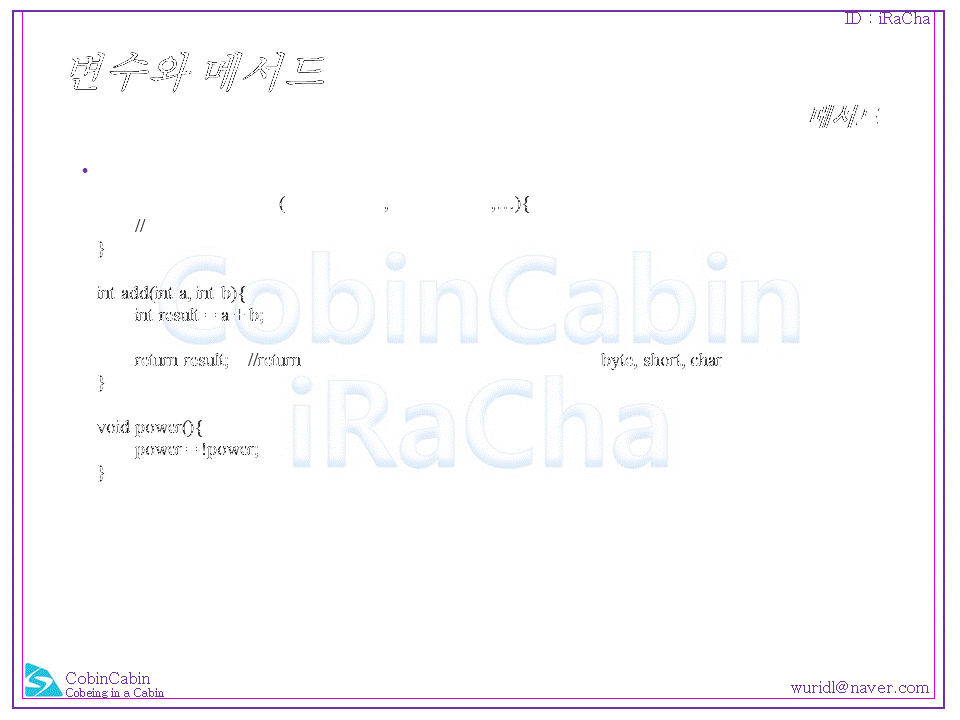 ID : iRaCha
변수와 메서드
메서드
•
( , ,…){
//
}
int add(int a, int b){
int result = a + b;
return result; //return byte, short, char
}
void power(){
power = !power;
}
CobinCabin
iRaCha
CobinCabin
Cobeing in a Cabin
wuridl@naver.com